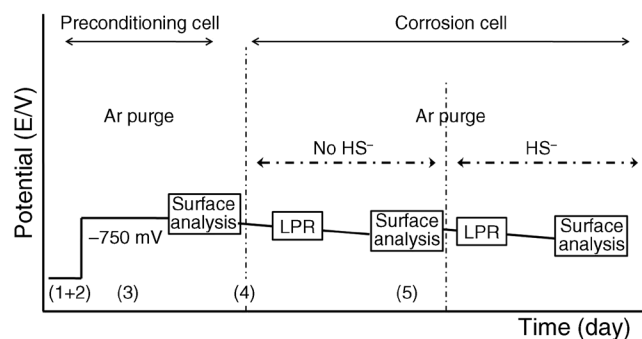 Preconditioning cell
Corrosion cell
Ar purge
Ar purge
No HS⁻
HS⁻
Surface
analysis
LPR
Surface
analysis
LPR
Surface
analysis
–750 mV
(1+2)
(3)
(4)
(5)
Potential (E/V)
Time (day)